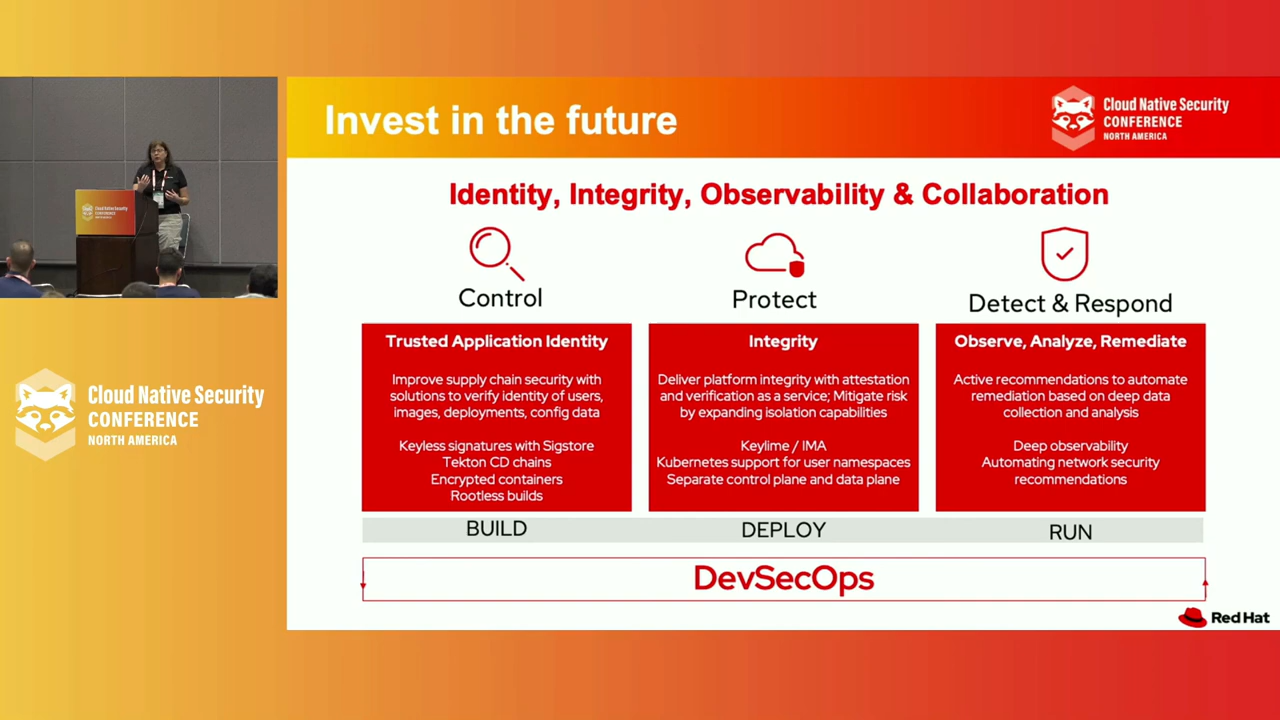 Invest in the future
Cloud Native Security
CONFERENCE
NORTH AMERICA
Identity, Integrity, Observability & Collaboration
Control
Trusted Application Identity
Improve supply chain security with
solutions to verify identity of users,
images, deployments, config data
Keyless signatures with Sigstore
Tekton CD chains
Encrypted containers
Rootless builds
BUILD
Protect
Integrity
Deliver platform integrity with attestation
and verification as a service; Mitigate risk
by expanding isolation capabilities
Keylime / IMA
Kubernetes support for user namespaces
Separate control plane and data plane
DEPLOY
Detect & Respond
Observe, Analyze, Remediate
Active recommendations to automate
remediation based on deep data
collection and analysis
Deep observability
Automating network security
recommendations
RUN
DevSecOps
Red Hat
Cloud Native Security
CONFERENCE
Cloud Native Security
CONFERENCE
NORTH AMERICA